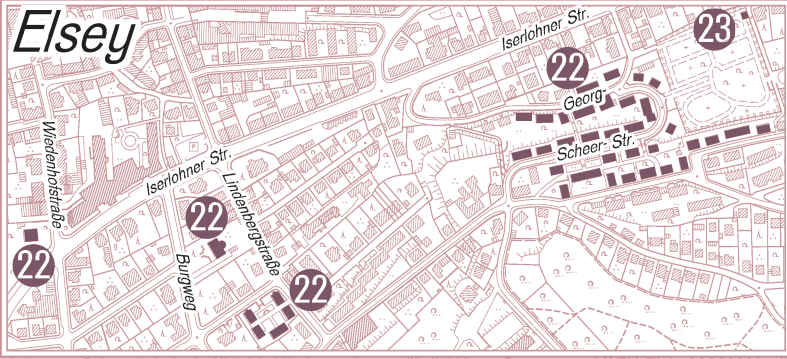 Elsey
23
Iserlohner Str.
22
Georg-
Scheer- Str.
Wiedenhofstraße
Iserlohner Str.
Lindenbergstraße
22
22
Burgweg
22
P